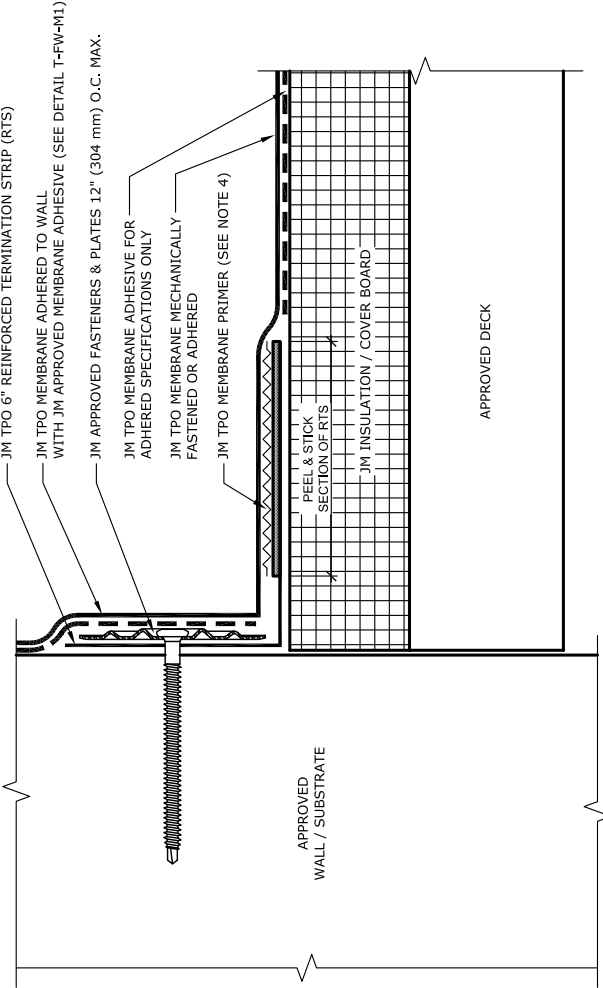 JM TPO 6" REINFORCED TERMINATION STRIP (RTS)
JM TPO MEMBRANE ADHERED TO WALL
WITH JM APPROVED MEMBRANE ADHESIVE (SEE DETAIL T-FW-M1)
JM APPROVED FASTENERS & PLATES 12" (304 mm) O.C. MAX.
JM TPO MEMBRANE ADHESIVE FOR
ADHERED SPECIFICATIONS ONLY
JM TPO MEMBRANE MECHANICALLY
FASTENED OR ADHERED
JM TPO MEMBRANE PRIMER (SEE NOTE 4)
PEEL & STICK
SECTION OF RTS
JM INSULATION / COVER BOARD
APPROVED DECK
APPROVED
WALL / SUBSTRATE